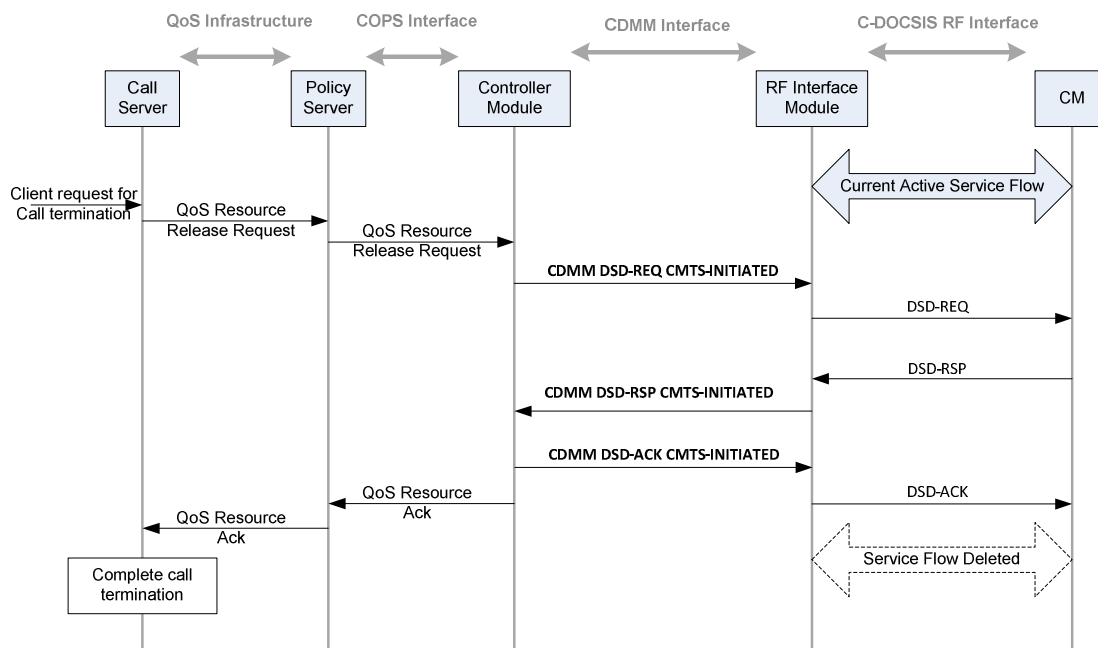 QoS Infrastructure
COPS Interface
CDMM Interface
C-DOCSIS RF Interface
Call
Server
Policy
Server
Controller
Module
RF Interface
Module
CM
Current Active Service Flow
Client request for
Call termination
QoS Resource
Release Request
QoS Resource
Release Request
CDMM DSD-REQ CMTS-INITIATED
DSD-REQ
DSD-RSP
CDMM DSD-RSP CMTS-INITIATED
CDMM DSD-ACK CMTS-INITIATED
QoS Resource
Ack
DSD-ACK
QoS Resource
Ack
Service Flow Deleted
Complete call
termination